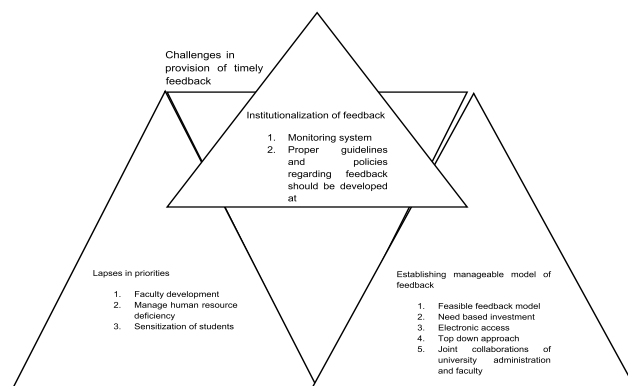 Challenges in
provision of timely
feedback
Institutionalization of feedback
1. Monitoring system
2. Proper guidelines
and policies
regarding feedback
should be developed
at
Lapses in priorities
1. Faculty development
2. Manage human resource
deficiency
3. Sensitization of students
Establishing manageable model of
feedback
1. Feasible feedback model
2. Need based investment
3. Electronic access
4. Top down approach
5. Joint collaborations of
university administration
and faculty